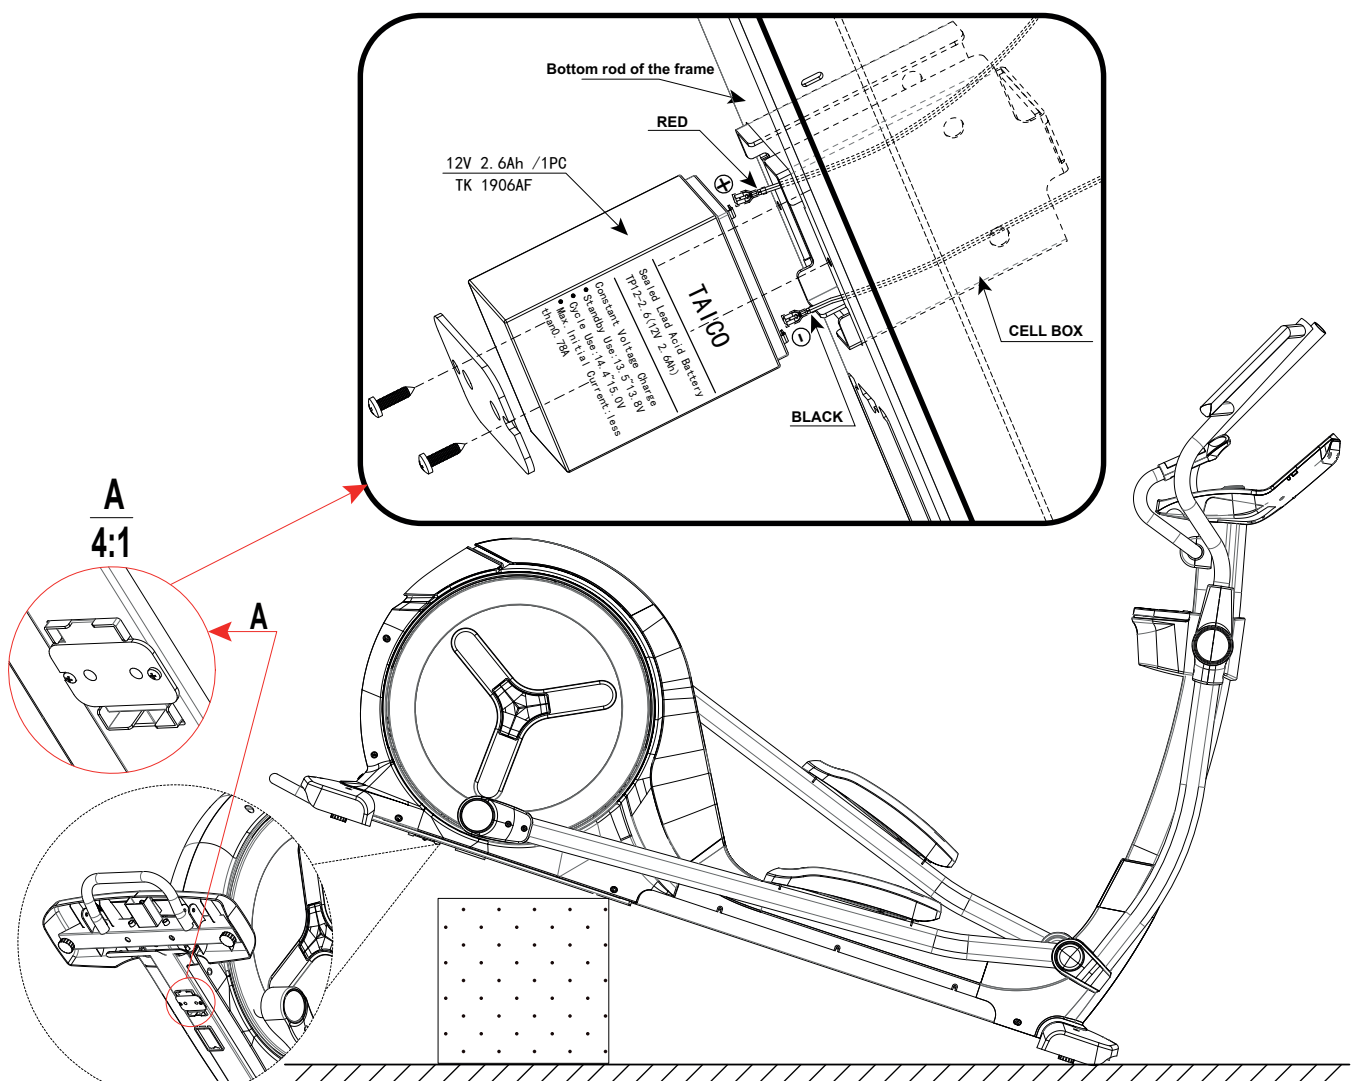 Bottom rod of the frame
RED
12V 2.6Ah /1PC
TK 1906AF
+
TAICO
Sealed Lead Acid Battery
TP12-2.6(12V 2.6Ah)
Constant Voltage Charge
●Standby Use:13.5~13.8V
●Cycle Use:14.4~15.0V
●Max.Initial Current:less
than0.78A
-
CELL BOX
BLACK
A
4:1
A